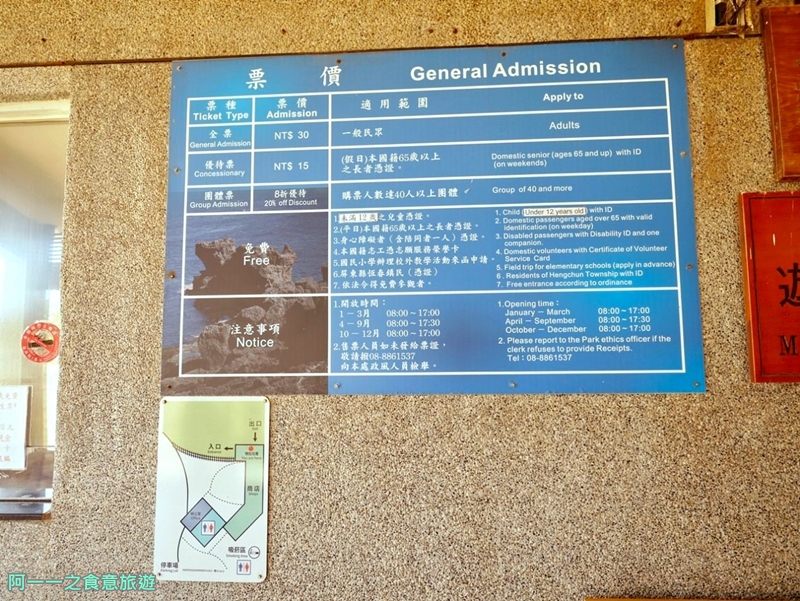 票 價 General Admission
票種 票價 適用範圍 Apply to
Ticket Type Admission
全票 NT$ 30 一般民眾 Adults
General Admission
優待票 NT$ 15 (假日)本國籍65歲以上 Domestic senior (ages 65 and up) with ID
Concessionary 之長者憑證。 (on weekends)
團體票 8折優待 購票人數達40人以上團體 Group of 40 and more
Group Admission 20% off Discount
免費
Free
1.未滿12歲之兒童憑證。
2.(平日)本國籍65歲以上之長者憑證。
3.身心障礙者(含陪同者一人)憑證。
4.本國籍志工憑志願服務榮譽卡
5.國民小學辦理校外教學活動來函申請。
6.屏東縣恆春鎮民(憑證)
7.依法令得免費參觀者。
1. Child (Under 12 years old) with ID
2. Domestic passengers aged over 65 with valid
identification (on weekday)
3. Disabled passengers with Disability ID and one
companion.
4. Domestic volunteers with Certificate of Volunteer
Service Card
5. Field trip for elementary schools (apply in advance)
6. Residents of Hengchun Township with ID
7. Free entrance according to ordinance
注意事項
Notice
1.開放時間:
1－3月 08:00～17:00
4－9月 08:00～17:30
10－12月 08:00～17:00
2.售票人員如未發給票證,
敬請撥08-8861537
向本處政風人員檢舉。
1.Opening time:
January － March 08:00～17:00
April － September 08:00～17:30
October － December 08:00～17:00
2. Please report to the Park ethics officer if the
clerk refuses to provide Receipts.
Tel:08-8861537
遊
M
出口
入口
商店
吸菸區
停車場
Parking Lot
阿一一之食意旅遊